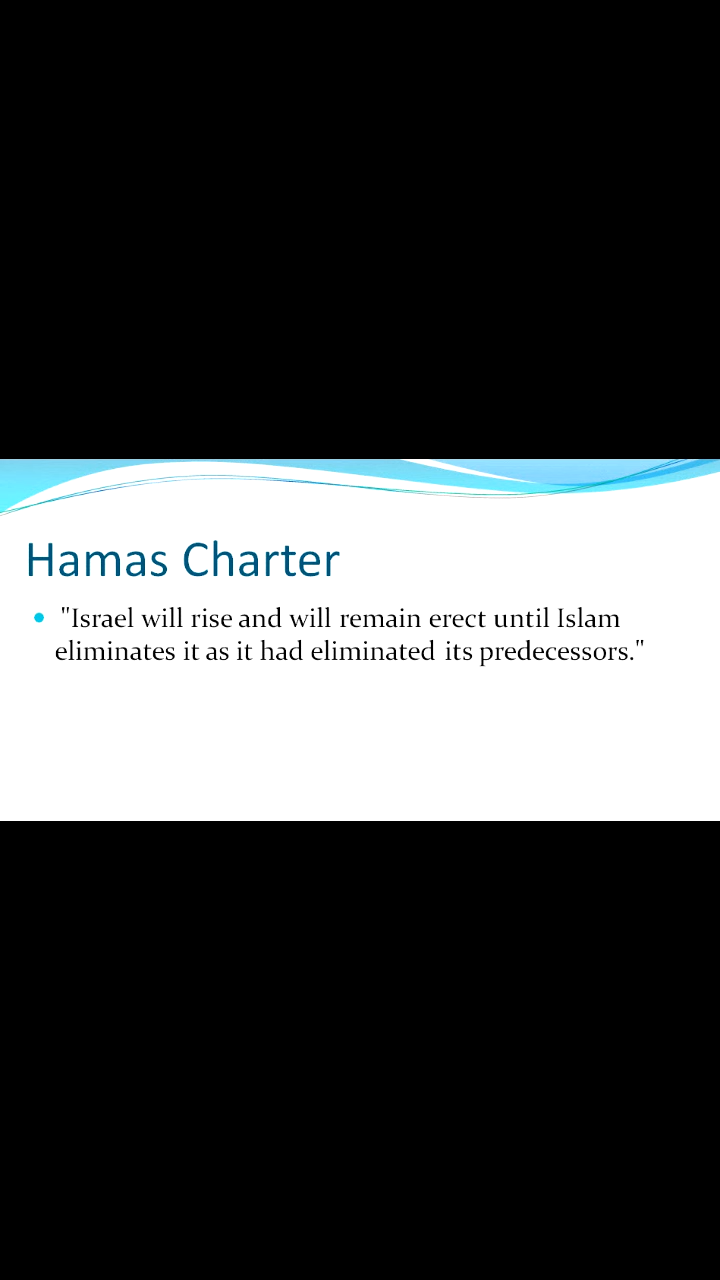 Hamas Charter
"Israel will rise and will remain erect until Islam
eliminates it as it had eliminated its predecessors."